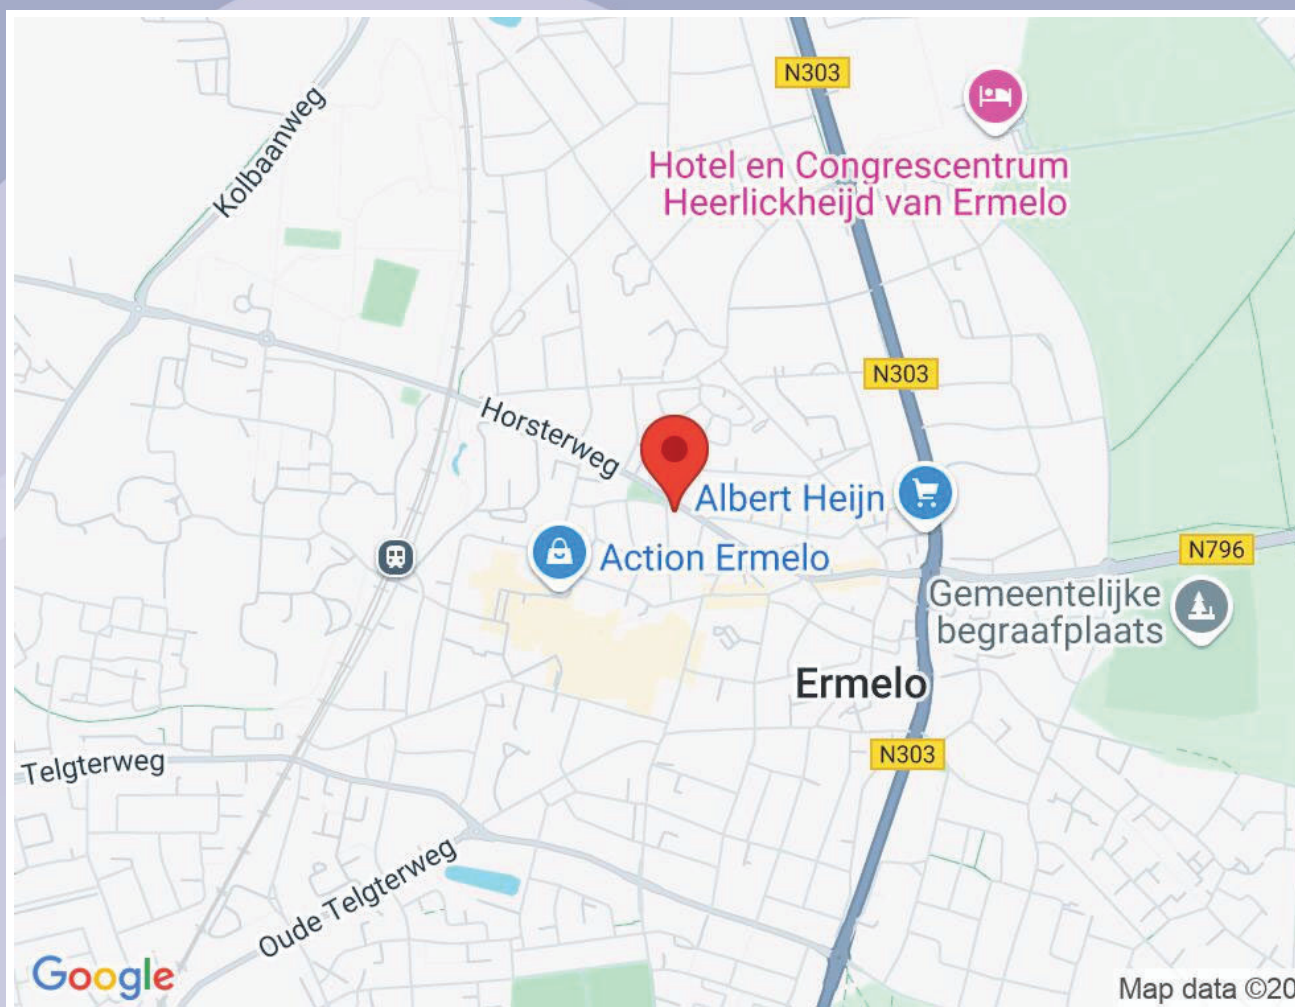 N303
Kolbaanweg
Hotel en Congrescentrum
Heerlickheijd van Ermelo
N303
Horsterweg
Albert Heijn
Action Ermelo
N796
Gemeentelijke
begraafplaats
Ermelo
N303
Telgterweg
Oude Telgterweg
Google
Map data ©20